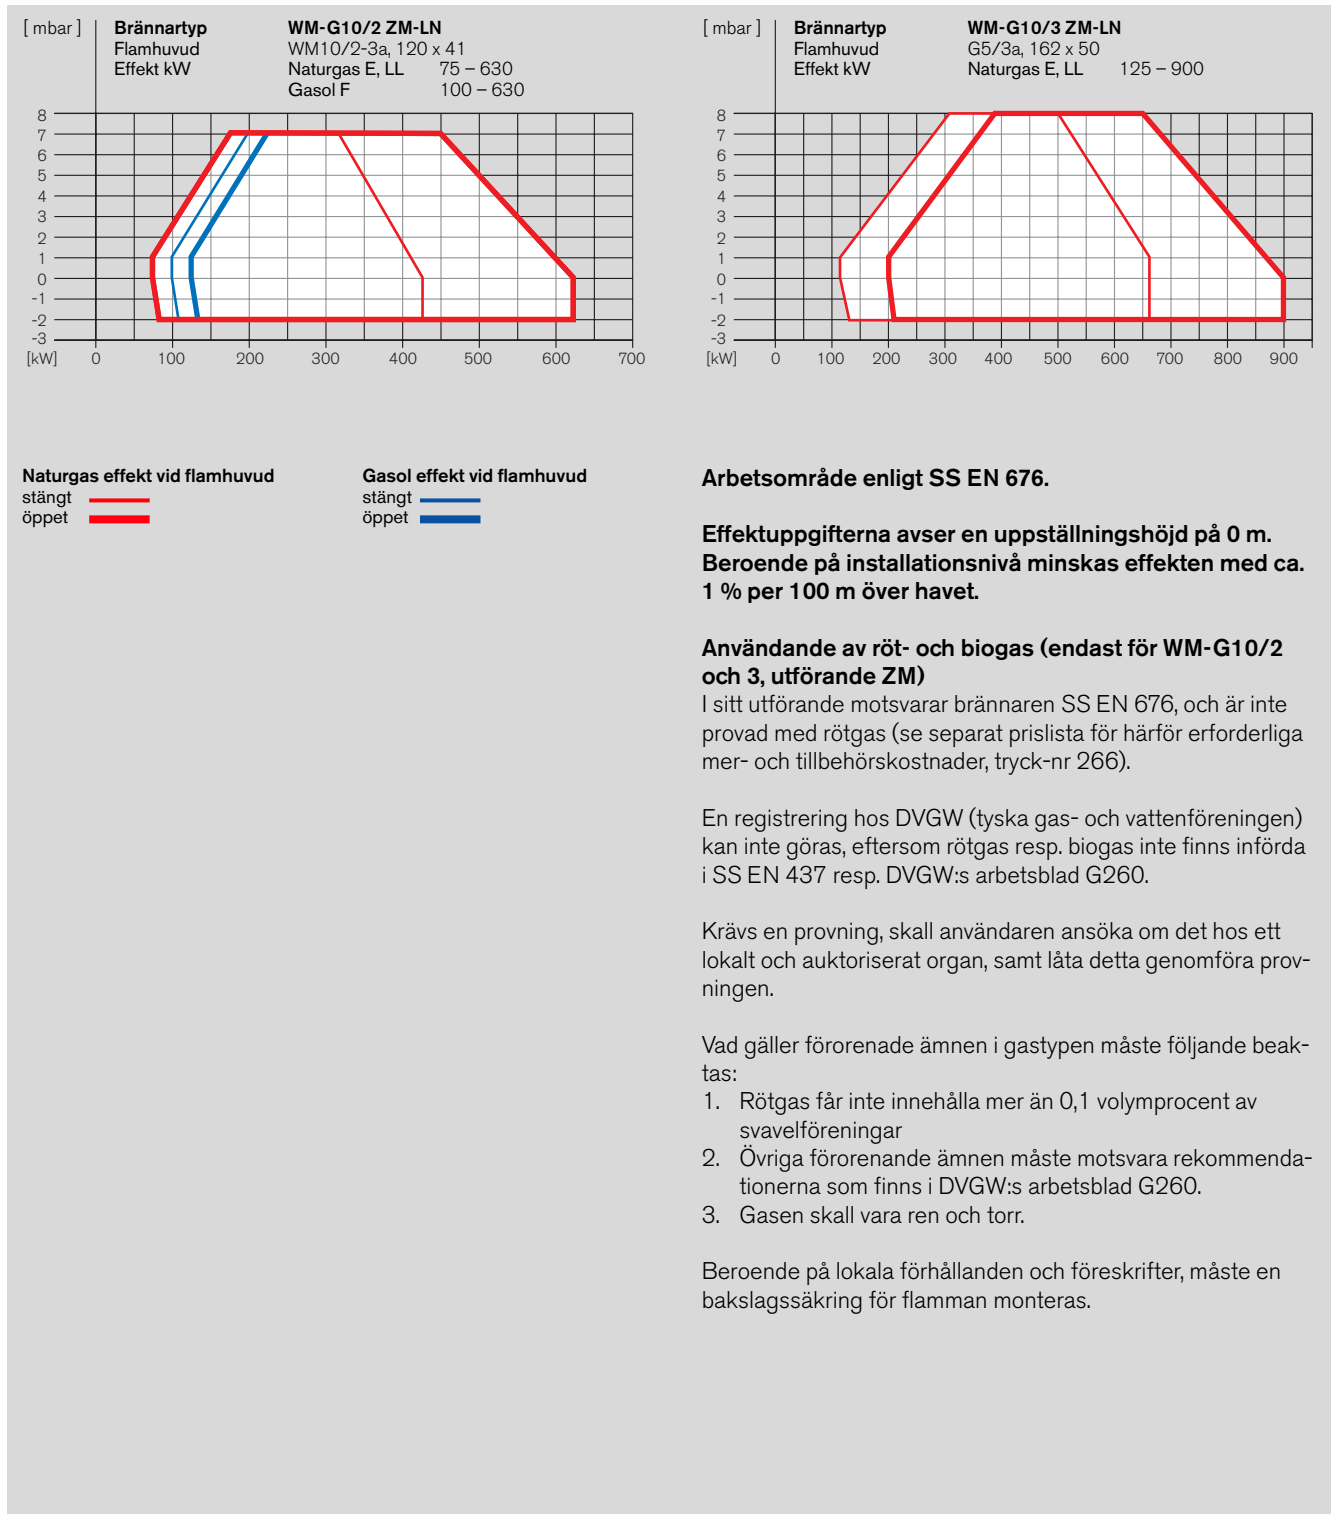 [ mbar ]
Brännartyp WM-G10/2 ZM-LN
Flamhuvud WM10/2-3a, 120 x 41
Effekt kW Naturgas E, LL 75 – 630
Gasol F 100 – 630
8
7
6
5
4
3
2
1
0
-1
-2
-3
[kW] 0 100 200 300 400 500 600 700
[ mbar ]
Brännartyp WM-G10/3 ZM-LN
Flamhuvud G5/3a, 162 x 50
Effekt kW Naturgas E, LL 125 – 900
8
7
6
5
4
3
2
1
0
-1
-2
-3
[kW] 0 100 200 300 400 500 600 700 800 900
Naturgas effekt vid flamhuvud
stängt
öppet
Gasol effekt vid flamhuvud
stängt
öppet
Arbetsområde enligt SS EN 676.
Effektuppgifterna avser en uppställningshöjd på 0 m.
Beroende på installationsnivå minskas effekten med ca.
1 % per 100 m över havet.
Användande av röt- och biogas (endast för WM-G10/2
och 3, utförande ZM)
I sitt utförande motsvarar brännaren SS EN 676, och är inte
provad med rötgas (se separat prislista för härför erforderliga
mer- och tillbehörskostnader, tryck-nr 266).
En registrering hos DVGW (tyska gas- och vattenföreningen)
kan inte göras, eftersom rötgas resp. biogas inte finns införda
i SS EN 437 resp. DVGW:s arbetsblad G260.
Krävs en provning, skall användaren ansöka om det hos ett
lokalt och auktoriserat organ, samt låta detta genomföra prov-
ningen.
Vad gäller förorenade ämnen i gastypen måste följande beak-
tas:
1. Rötgas får inte innehålla mer än 0,1 volymprocent av
svavelföreningar
2. Övriga förorenande ämnen måste motsvara rekommenda-
tionerna som finns i DVGW:s arbetsblad G260.
3. Gasen skall vara ren och torr.
Beroende på lokala förhållanden och föreskrifter, måste en
bakslagssäkring för flamman monteras.